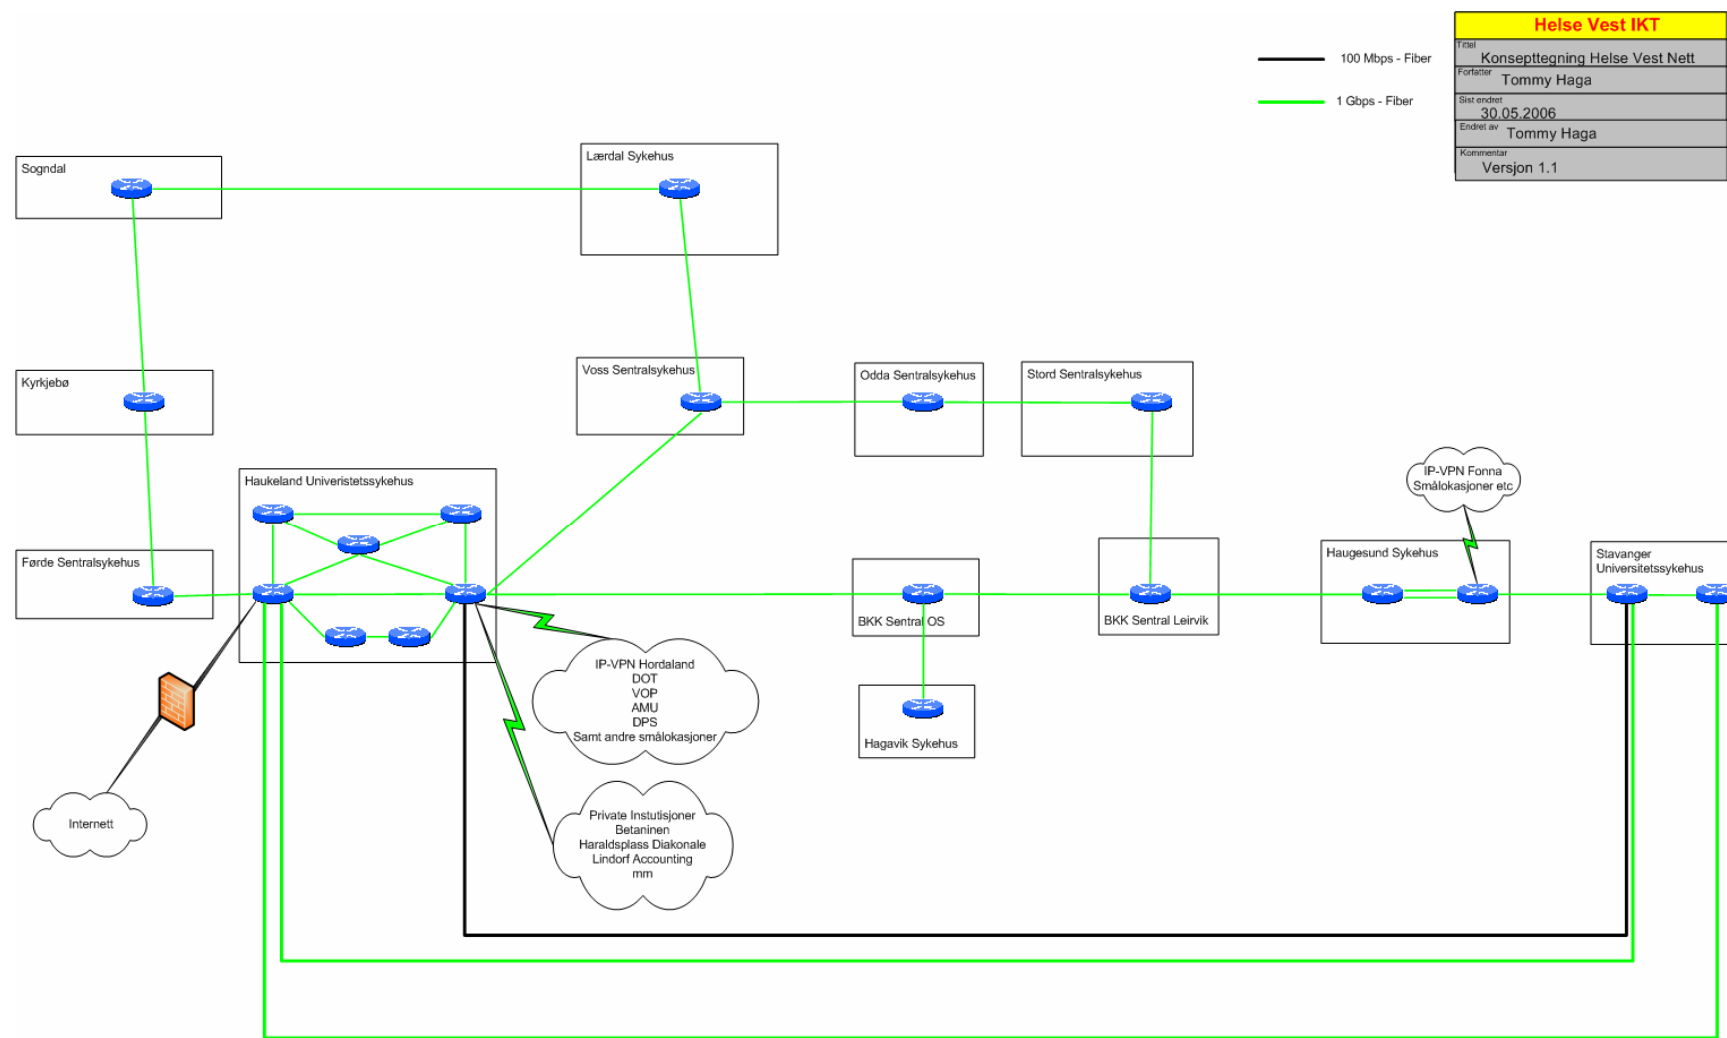 Helse Vest IKT
Tittel
Konsepttegning Helse Vest Nett
Forfatter
Tommy Haga
Sist endret
30.05.2006
Endret av
Tommy Haga
Kommentar
Versjon 1.1
100 Mbps - Fiber
1 Gbps - Fiber
Sogndal
Lærdal Sykehus
Kyrkjebø
Voss Sentralsykehus
Odda Sentralsykehus
Stord Sentralsykehus
Haukeland Univeristetssykehus
IP-VPN Fonna
Smålokasjoner etc
Førde Sentralsykehus
Haugesund Sykehus
Stavanger
Universitetssykehus
BKK Sentral OS
BKK Sentral Leirvik
IP-VPN Hordaland
DOT
VOP
AMU
DPS
Samt andre smålokasjoner
Hagavik Sykehus
Internett
Private Instutisjoner
Betaninen
Haraldsplass Diakonale
Lindorf Accounting
mm